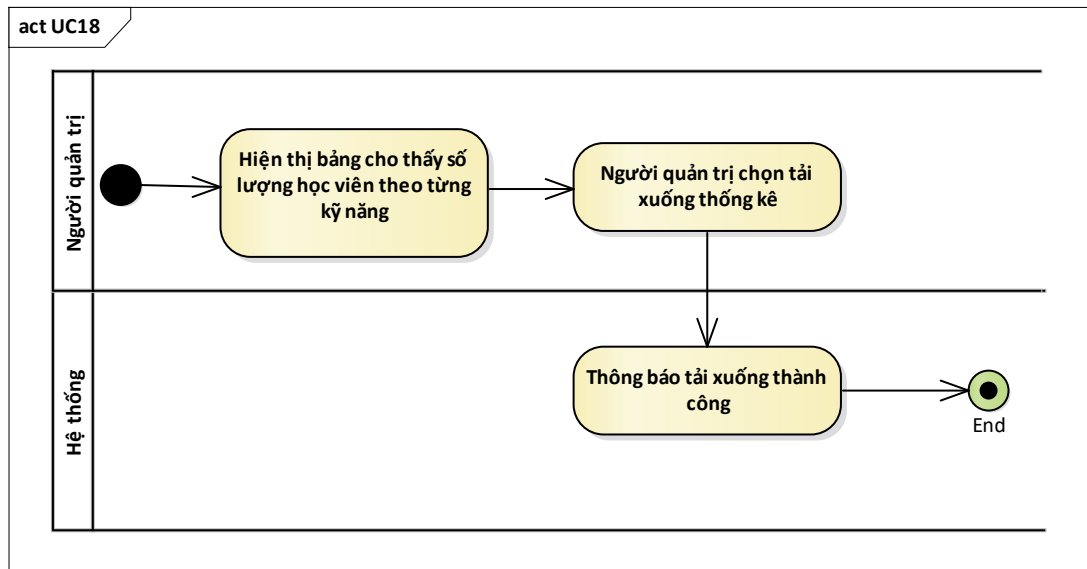 act UC18
Người quản trị
Hiện thị bảng cho thấy số
lượng học viên theo từng
kỹ năng
Người quản trị chọn tải
xuống thống kê
Hệ thống
Thông báo tải xuống thành
công
End